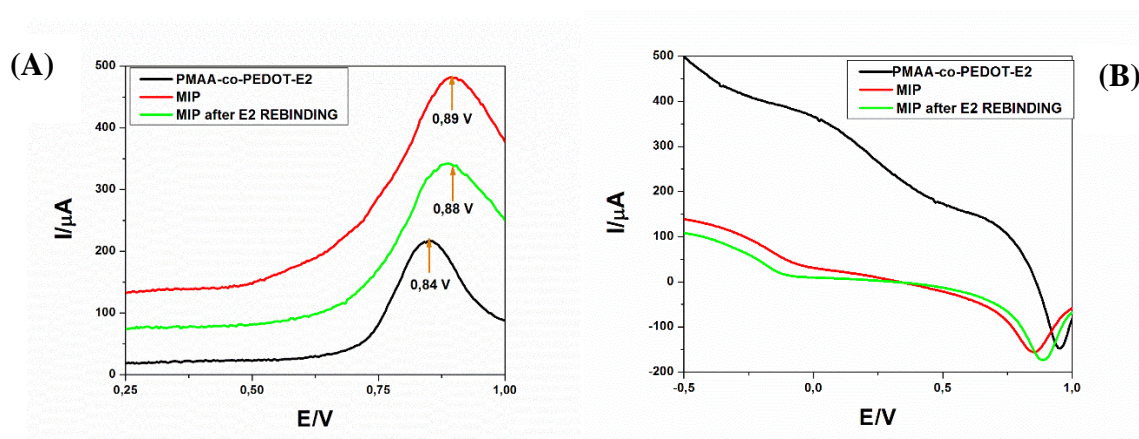 (A)
500
400
300
200
100
0
I/µA
PMAA-co-PEDOT-E2
MIP
MIP after E2 REBINDING
0,89 V
0,88 V
0,84 V
0,25
0,50
0,75
1,00
E/V
(B)
500
400
300
200
100
0
-100
-200
I/µA
PMAA-co-PEDOT-E2
MIP
MIP after E2 REBINDING
-0,5
0,0
0,5
1,0
E/V